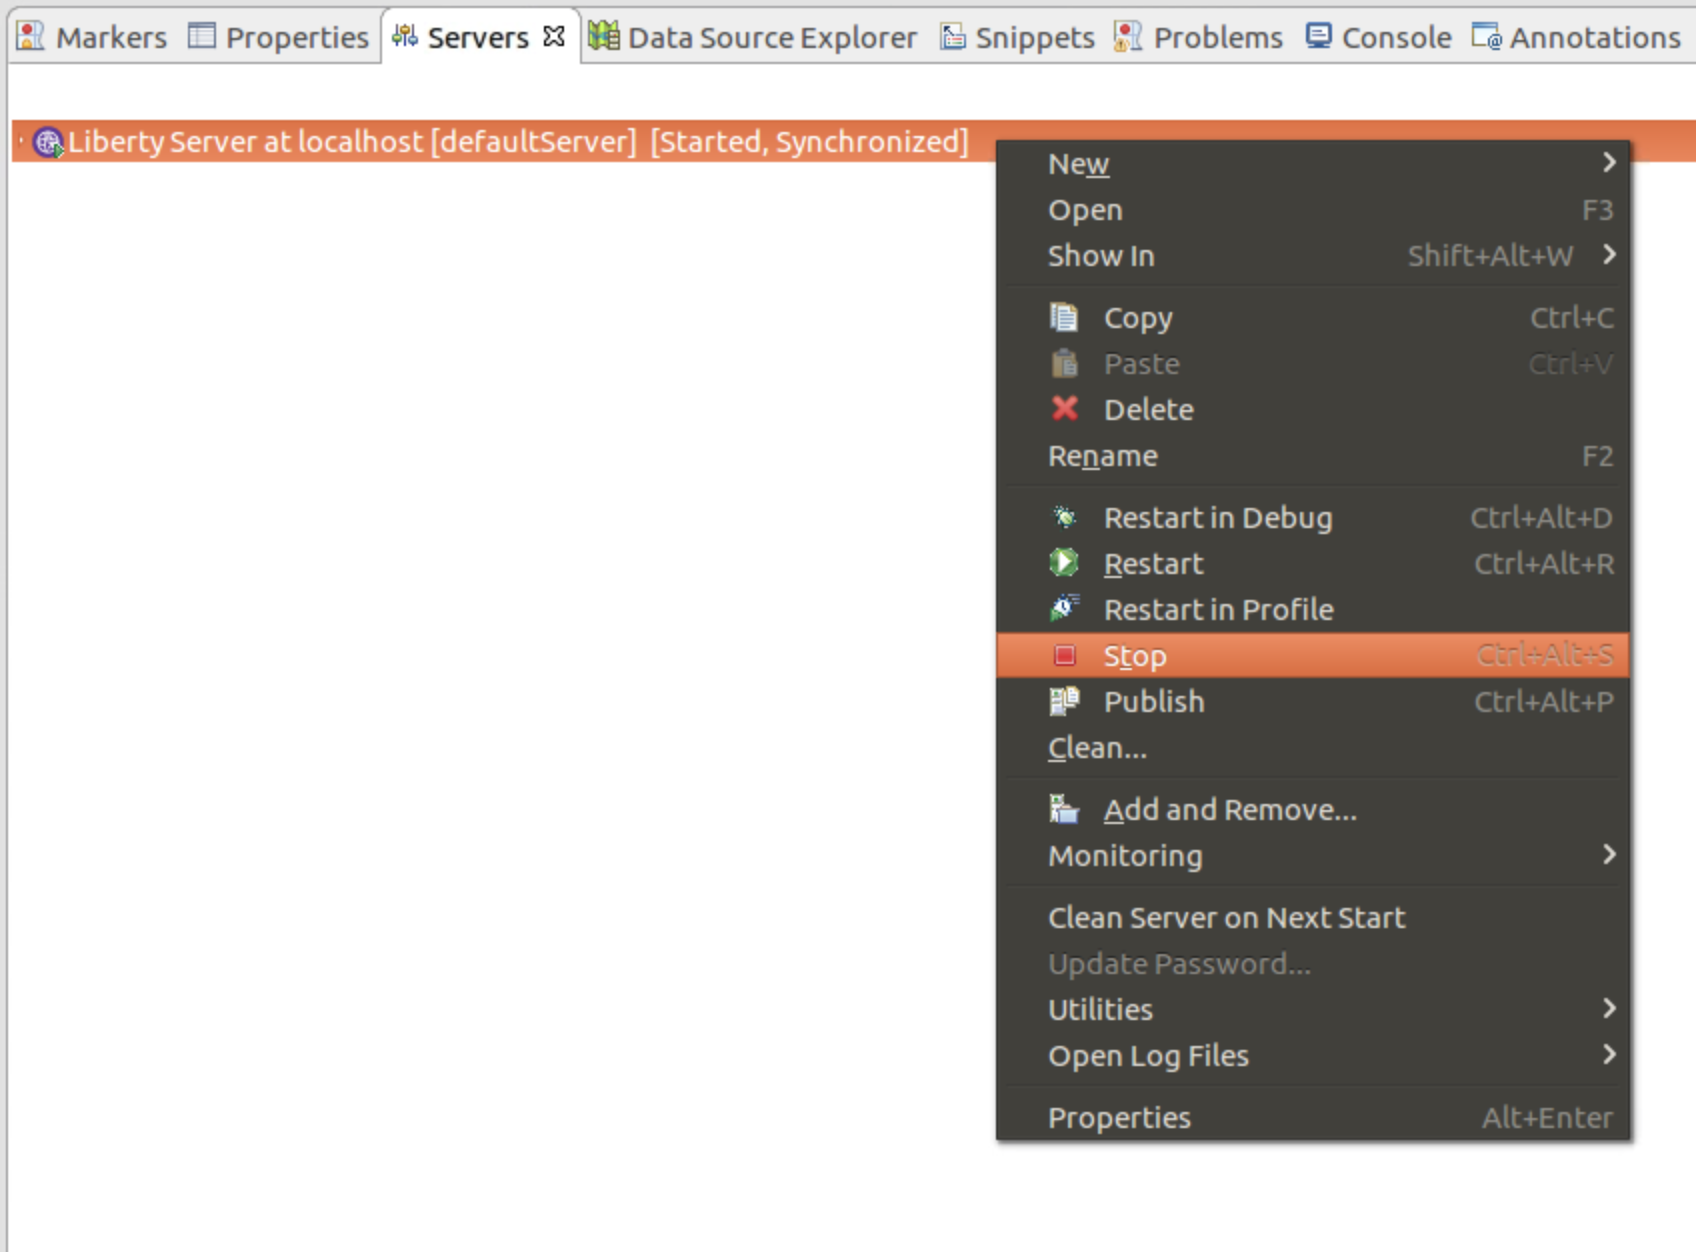 Markers Properties Servers Data Source Explorer Snippets Problems Console Annotations
Liberty Server at localhost [defaultServer] [Started, Synchronized]
New
Open F3
Show In Shift+Alt+W
Copy Ctrl+C
Paste Ctrl+V
Delete
Rename F2
Restart in Debug Ctrl+Alt+D
Restart Ctrl+Alt+R
Restart in Profile
Stop Ctrl+Alt+S
Publish Ctrl+Alt+P
Clean...
Add and Remove...
Monitoring
Clean Server on Next Start
Update Password...
Utilities
Open Log Files
Properties Alt+Enter